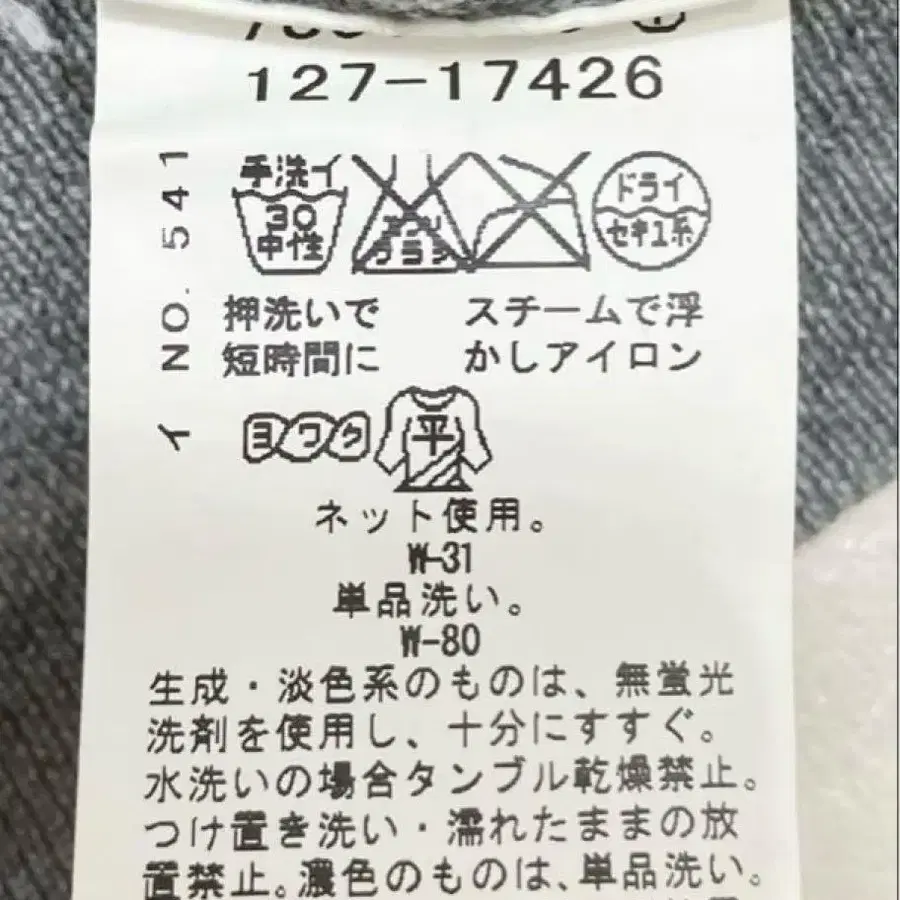 127-17426
イ NO. 541
手洗イ
30
中性
エンソ
サラシ
ドライ
セキユ系
押洗いで
短時間に
スチームで浮
かしアイロン
ヨワク
平
ネット使用。
W-31
単品洗い。
W-80
生成・淡色系のものは、無蛍光
洗剤を使用し、十分にすすぐ。
水洗いの場合タンブル乾燥禁止。
つけ置き洗い・濡れたままの放
置禁止。濃色のものは、単品洗い。